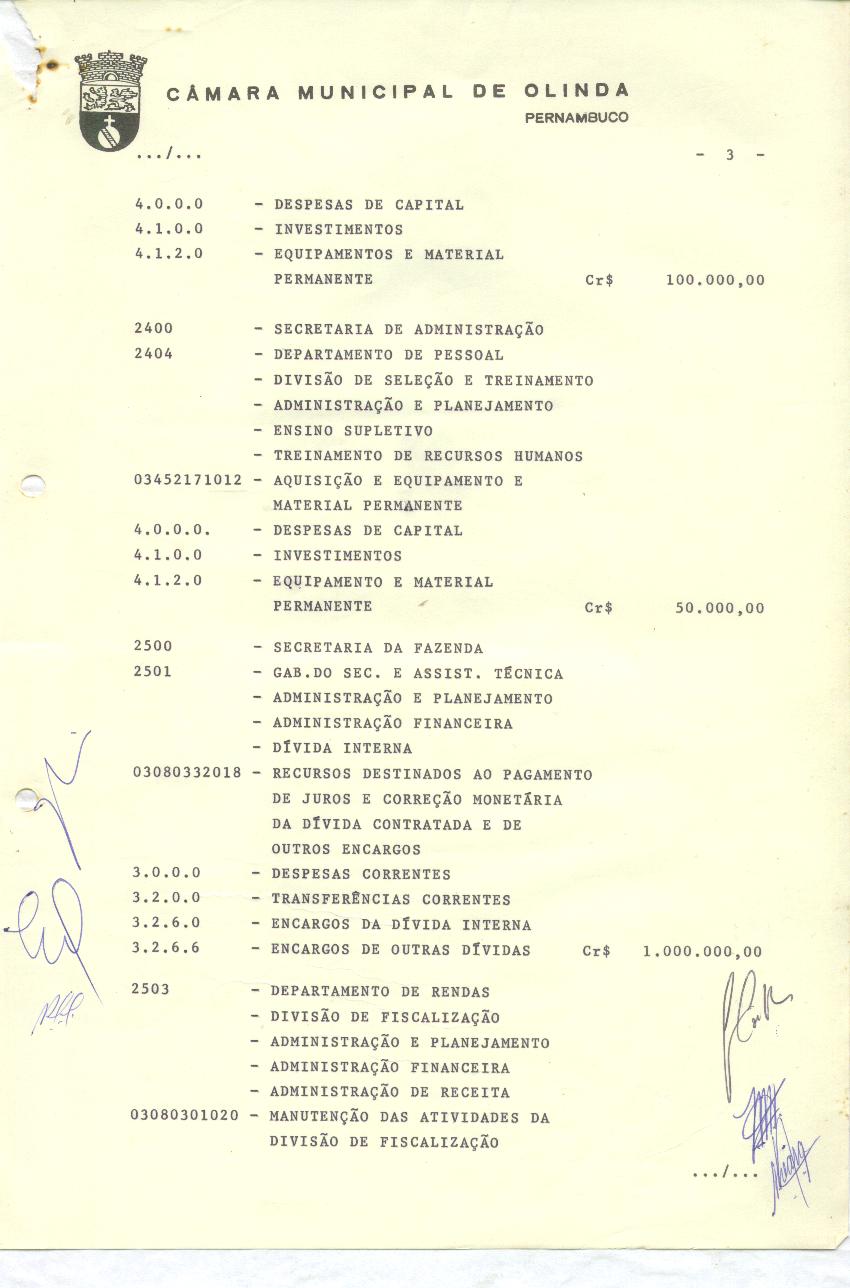 CÂMARA MUNICIPAL DE OLINDA
PERNAMBUCO
.../...   - 3 -
4.0.0.0 - DESPESAS DE CAPITAL
4.1.0.0 - INVESTIMENTOS
4.1.2.0 - EQUIPAMENTOS E MATERIAL
PERMANENTE Cr$ 100.000,00
2400 - SECRETARIA DE ADMINISTRAÇÃO
2404 - DEPARTAMENTO DE PESSOAL
- DIVISÃO DE SELEÇÃO E TREINAMENTO
- ADMINISTRAÇÃO E PLANEJAMENTO
- ENSINO SUPLETIVO
- TREINAMENTO DE RECURSOS HUMANOS
03452171012 - AQUISIÇÃO E EQUIPAMENTO E
MATERIAL PERMANENTE
4.0.0.0. - DESPESAS DE CAPITAL
4.1.0.0 - INVESTIMENTOS
4.1.2.0 - EQUIPAMENTO E MATERIAL
PERMANENTE Cr$ 50.000,00
2500 - SECRETARIA DA FAZENDA
2501 - GAB.DO SEC. E ASSIST. TÉCNICA
- ADMINISTRAÇÃO E PLANEJAMENTO
- ADMINISTRAÇÃO FINANCEIRA
- DÍVIDA INTERNA
03080332018 - RECURSOS DESTINADOS AO PAGAMENTO
DE JUROS E CORREÇÃO MONETÁRIA
DA DÍVIDA CONTRATADA E DE
OUTROS ENCARGOS
3.0.0.0 - DESPESAS CORRENTES
3.2.0.0 - TRANSFERÊNCIAS CORRENTES
3.2.6.0 - ENCARGOS DA DÍVIDA INTERNA
3.2.6.6 - ENCARGOS DE OUTRAS DÍVIDAS Cr$ 1.000.000,00
2503 - DEPARTAMENTO DE RENDAS
- DIVISÃO DE FISCALIZAÇÃO
- ADMINISTRAÇÃO E PLANEJAMENTO
- ADMINISTRAÇÃO FINANCEIRA
- ADMINISTRAÇÃO DE RECEITA
03080301020 - MANUTENÇÃO DAS ATIVIDADES DA
DIVISÃO DE FISCALIZAÇÃO
.../...